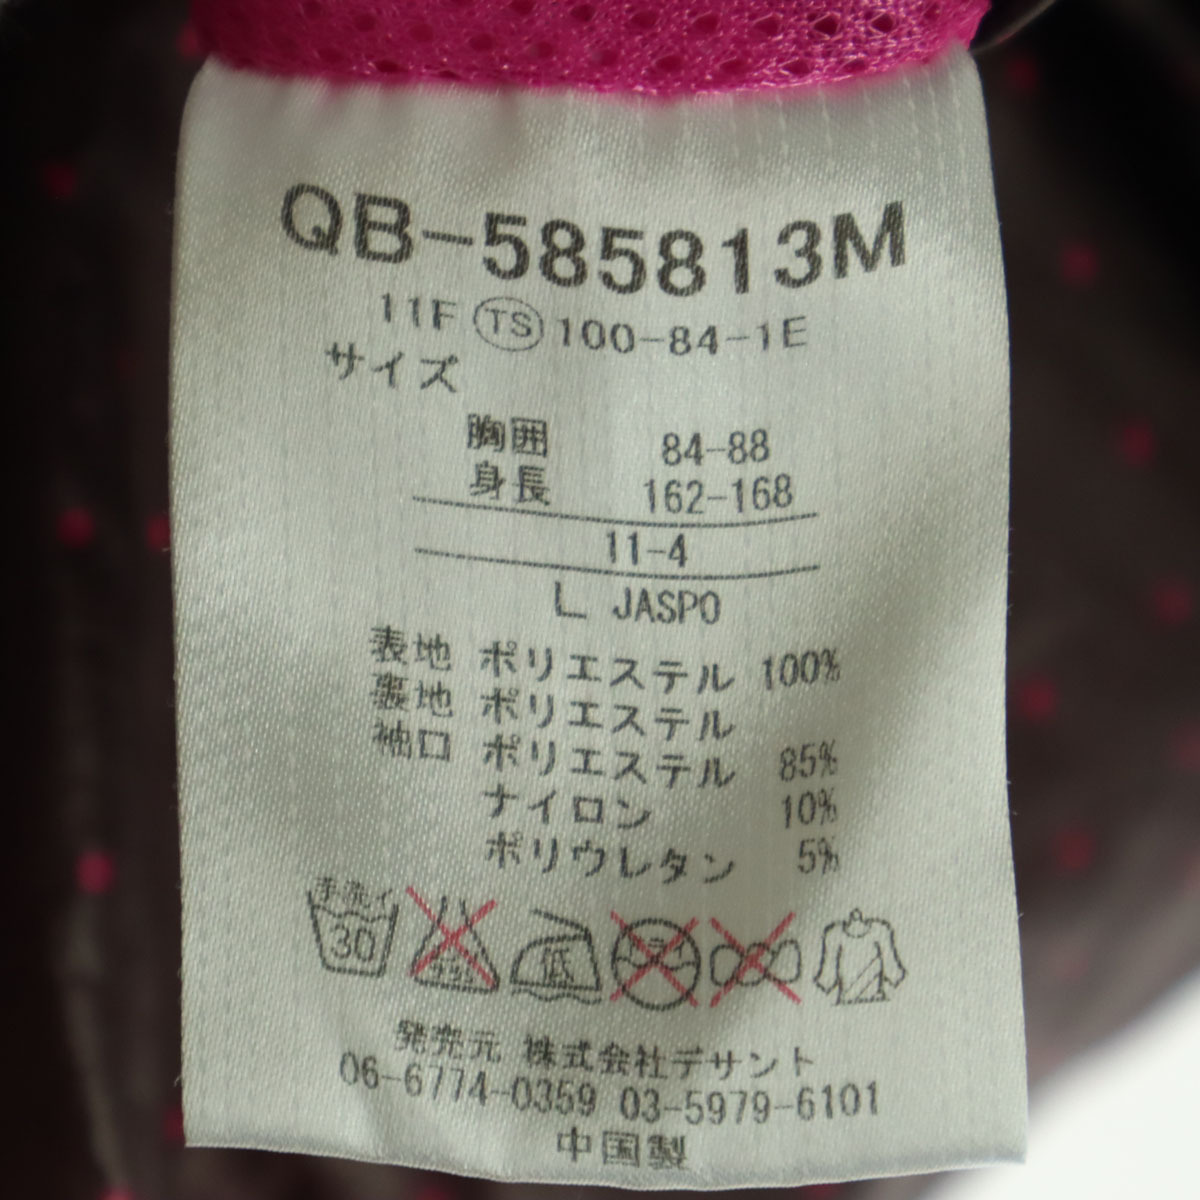 QB-585813M
11F TS 100-84-1E
サイズ
胸囲 84-88
身長 162-168
11-4
L JASPO
表地 ポリエステル 100%
裏地 ポリエステル
袖口 ポリエステル 85%
ナイロン 10%
ポリウレタン 5%
手洗イ
30
低
発売元 株式会社デサント
06-6774-0359 03-5979-6101
中国製